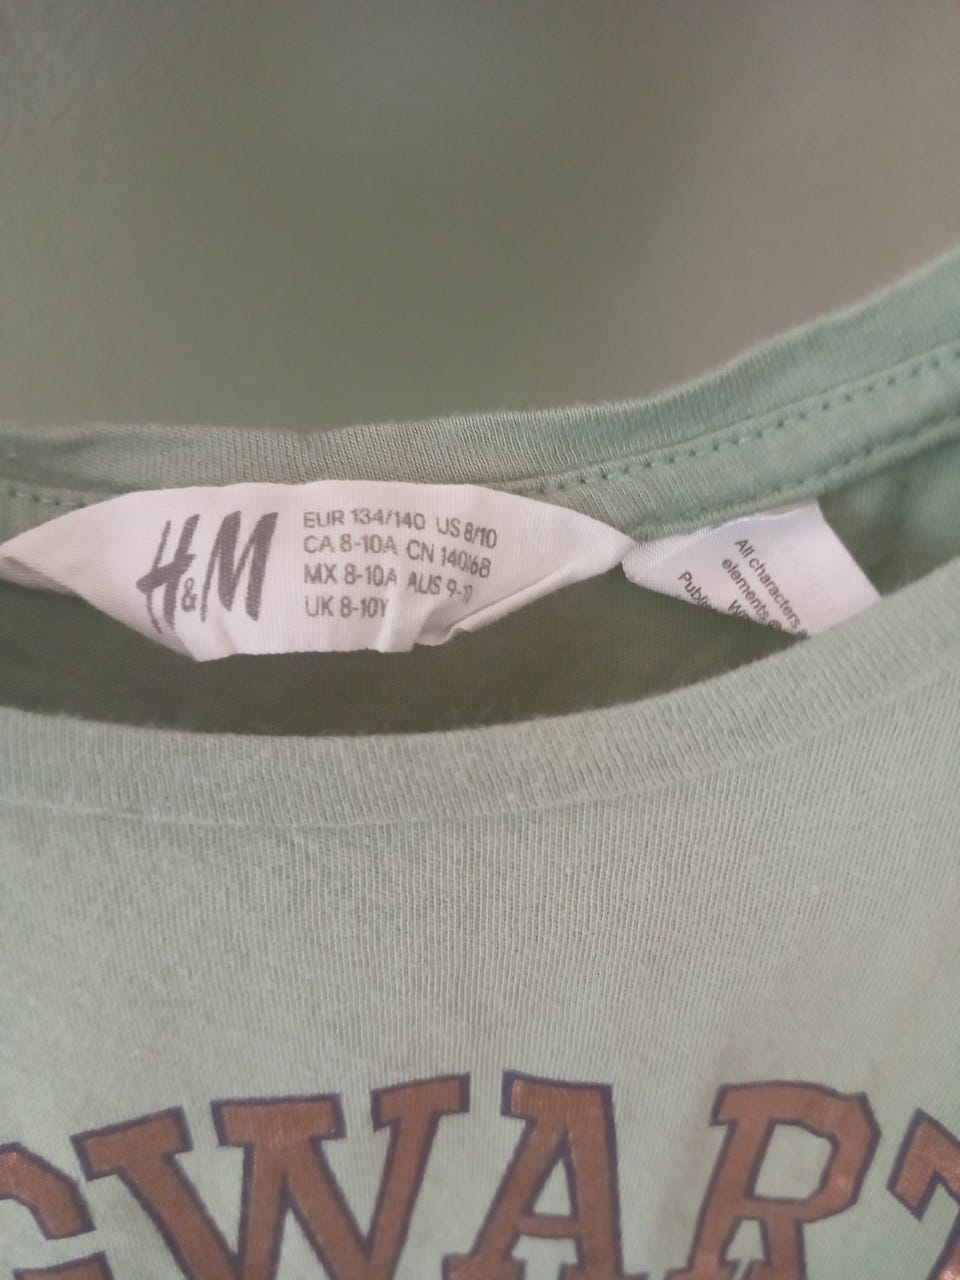 H&M
EUR 134/140 US 8/10
CA 8-10A CN 140/68
MX 8-10A AUS 9-10
UK 8-10Y
All characters
elements
Publi
GWART